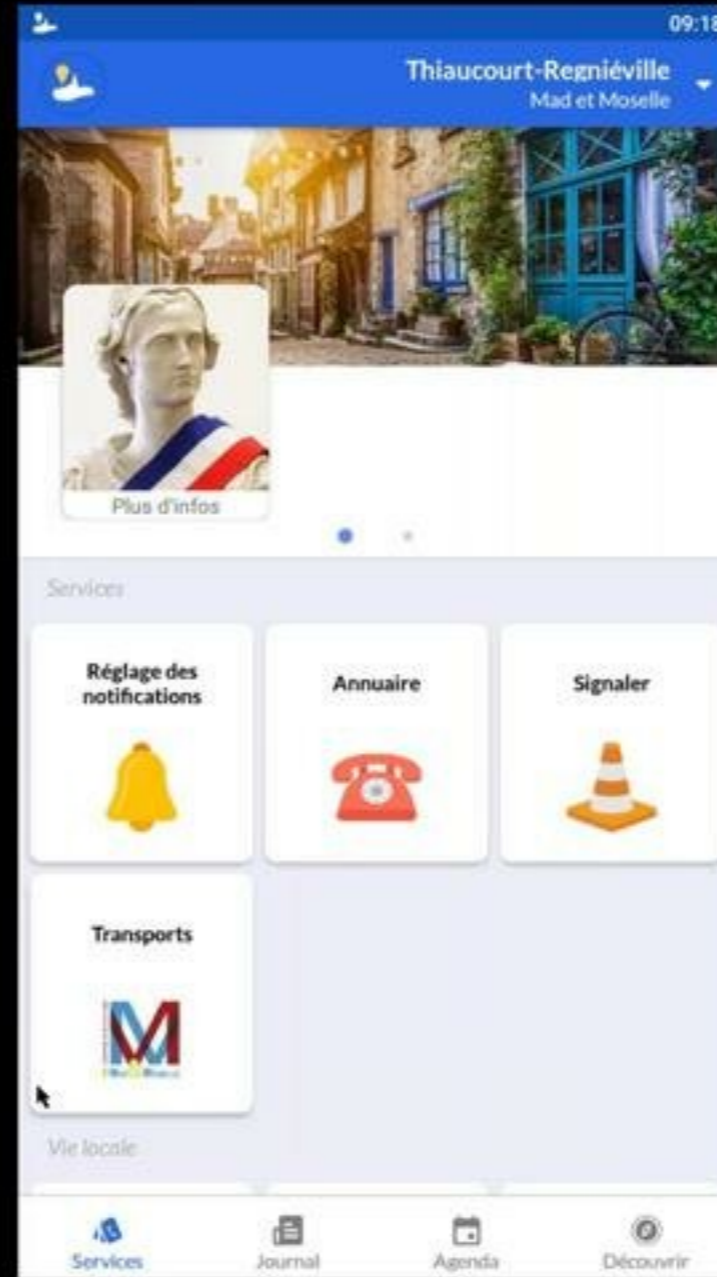 09:18
Thiaucourt-Regniéville
Mad et Moselle
Plus d'infos
Services
Réglage des
notifications
Annuaire
Signaler
Transports
M
Vie locale
Services
Journal
Agenda
Découvrir